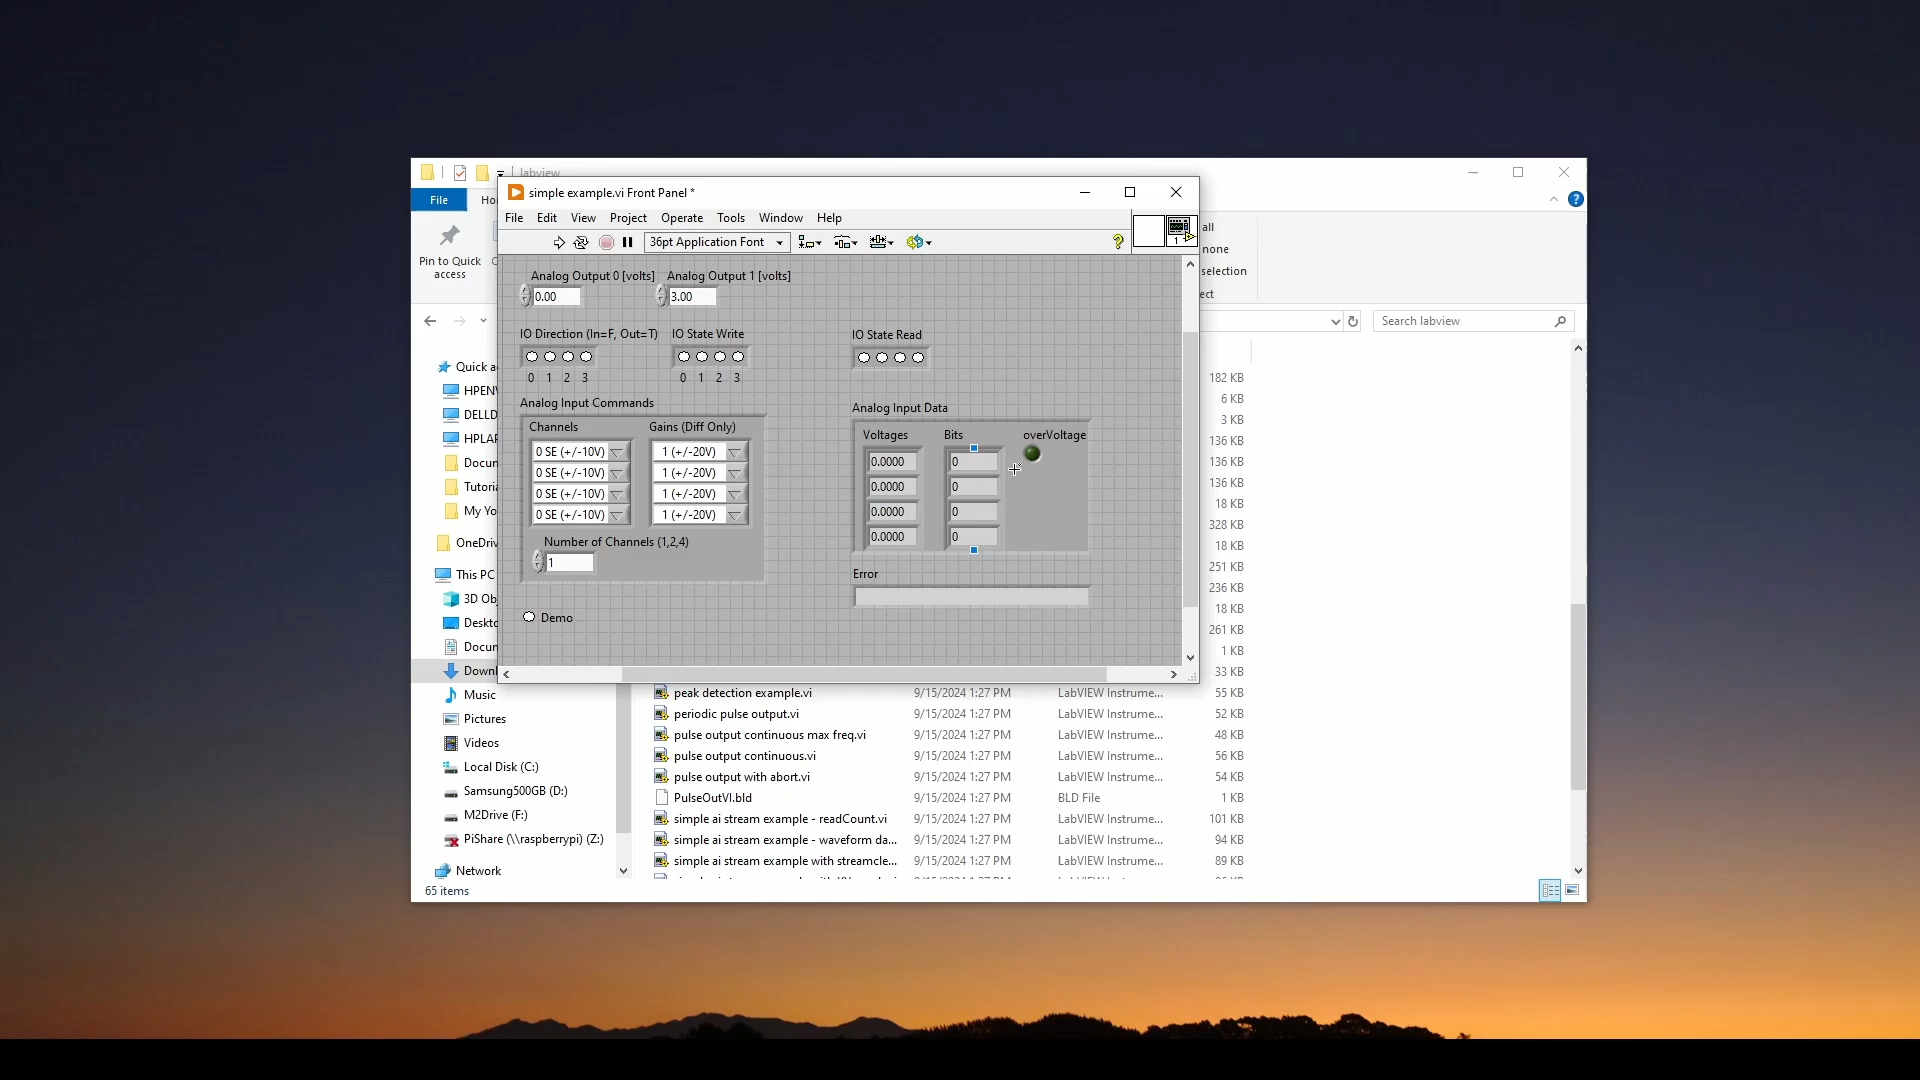 labview
File
Ho
Pin to Quick
access
C
all
none
selection
ect
Search labview
simple example.vi Front Panel *
File Edit View Project Operate Tools Window Help
36pt Application Font
?
1
Analog Output 0 [volts] Analog Output 1 [volts]
0.00 3.00
IO Direction (In=F, Out=T) IO State Write IO State Read
0 1 2 3 0 1 2 3
Analog Input Commands
Channels Gains (Diff Only)
0 SE (+/-10V) 1 (+/-20V)
0 SE (+/-10V) 1 (+/-20V)
0 SE (+/-10V) 1 (+/-20V)
0 SE (+/-10V) 1 (+/-20V)
Number of Channels (1,2,4)
1
Demo
Analog Input Data
Voltages Bits overVoltage
0.0000 0
0.0000 0
0.0000 0
0.0000 0
Error
Quick a
HPEN
DELLD
HPLAP
Docun
Tutoria
My Yo
OneDriv
This PC
3D Obj
Deskto
Docun
Downl
Music
Pictures
Videos
Local Disk (C:)
Samsung500GB (D:)
M2Drive (F:)
PiShare (\\raspberrypi) (Z:)
Network
65 items
182 KB
6 KB
3 KB
136 KB
136 KB
136 KB
18 KB
328 KB
18 KB
251 KB
236 KB
18 KB
261 KB
1 KB
33 KB
peak detection example.vi 9/15/2024 1:27 PM LabVIEW Instrume... 55 KB
periodic pulse output.vi 9/15/2024 1:27 PM LabVIEW Instrume... 52 KB
pulse output continuous max freq.vi 9/15/2024 1:27 PM LabVIEW Instrume... 48 KB
pulse output continuous.vi 9/15/2024 1:27 PM LabVIEW Instrume... 56 KB
pulse output with abort.vi 9/15/2024 1:27 PM LabVIEW Instrume... 54 KB
PulseOutVI.bld 9/15/2024 1:27 PM BLD File 1 KB
simple ai stream example - readCount.vi 9/15/2024 1:27 PM LabVIEW Instrume... 101 KB
simple ai stream example - waveform da... 9/15/2024 1:27 PM LabVIEW Instrume... 94 KB
simple ai stream example with streamcle... 9/15/2024 1:27 PM LabVIEW Instrume... 89 KB